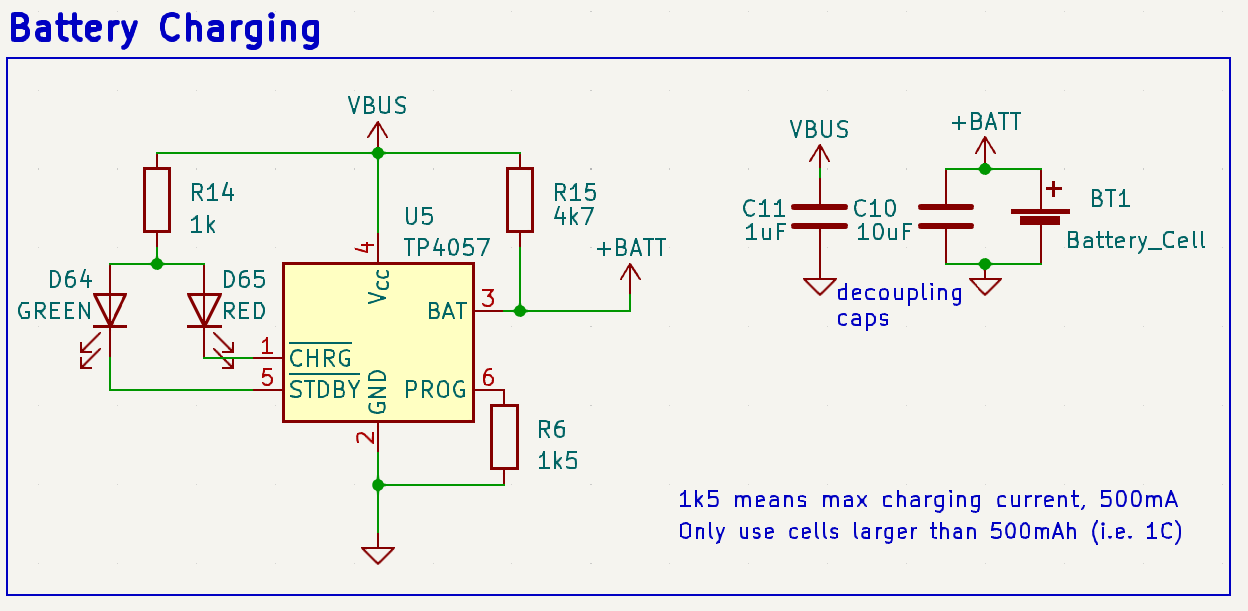 Battery Charging
VBUS
R14
1k
R15
4k7
U5
TP4057
+BATT
D64
GREEN
D65
RED
4
Vcc
BAT
3
1
CHRG
5
STDBY
GND
PROG
6
2
R6
1k5
VBUS
C11
1uF
+BATT
C10
10uF
+
BT1
Battery_Cell
decoupling
caps
1k5 means max charging current, 500mA
Only use cells larger than 500mAh (i.e. 1C)